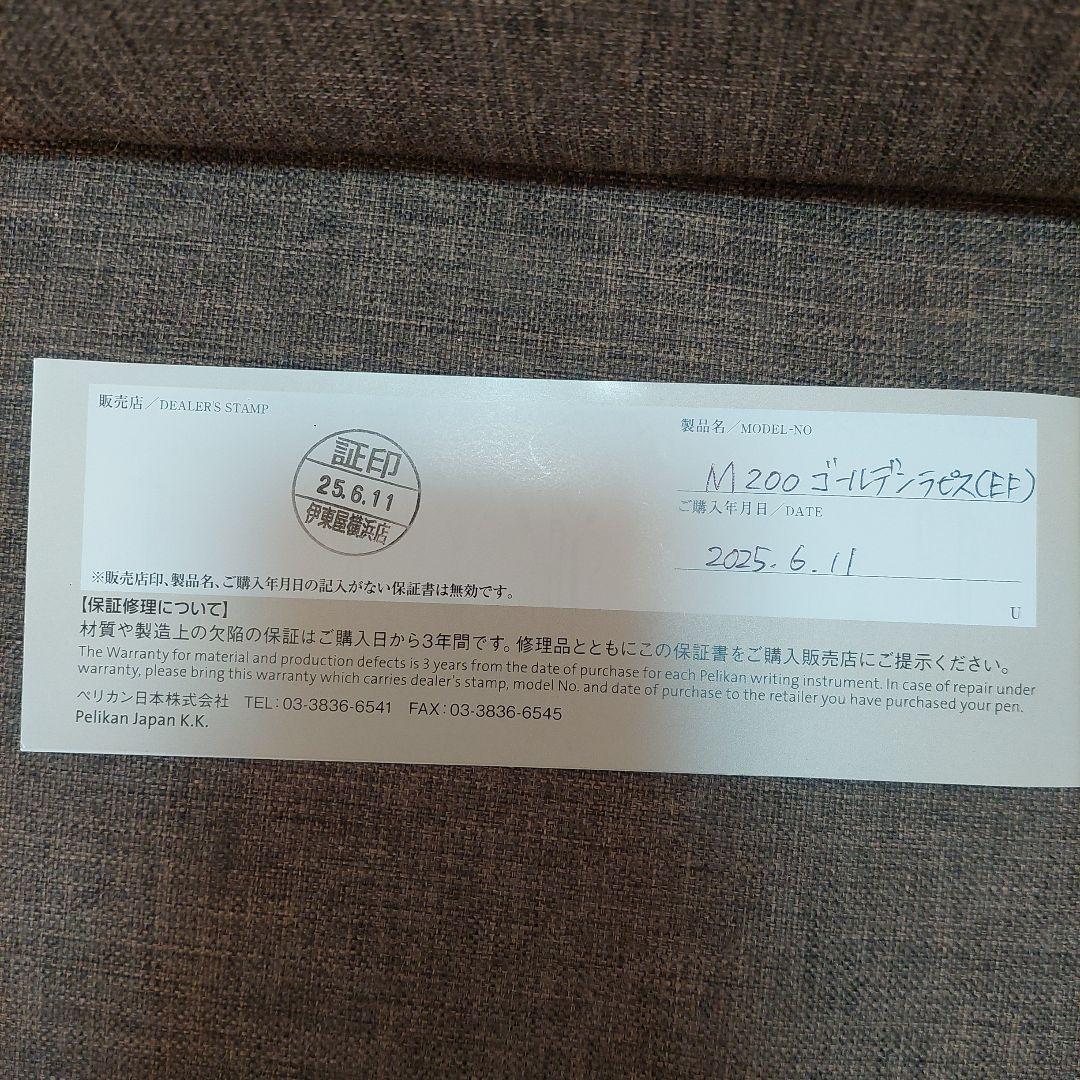 販売店／DEALER'S STAMP
証印
25.6.11
伊東屋横浜店
※販売店印、製品名、ご購入年月日の記入がない保証書は無効です。
製品名／MODEL-NO
M200 ゴールデンラピス(EF)
ご購入年月日／DATE
2025.6.11
U
【保証修理について】
材質や製造上の欠陥の保証はご購入日から3年間です。修理品とともにこの保証書をご購入販売店にご提示ください。
The Warranty for material and production defects is 3 years from the date of purchase for each Pelikan writing instrument. In case of repair under
warranty, please bring this warranty which carries dealer's stamp, model No. and date of purchase to the retailer you have purchased your pen.
ペリカン日本株式会社 TEL:03-3836-6541 FAX:03-3836-6545
Pelikan Japan K.K.